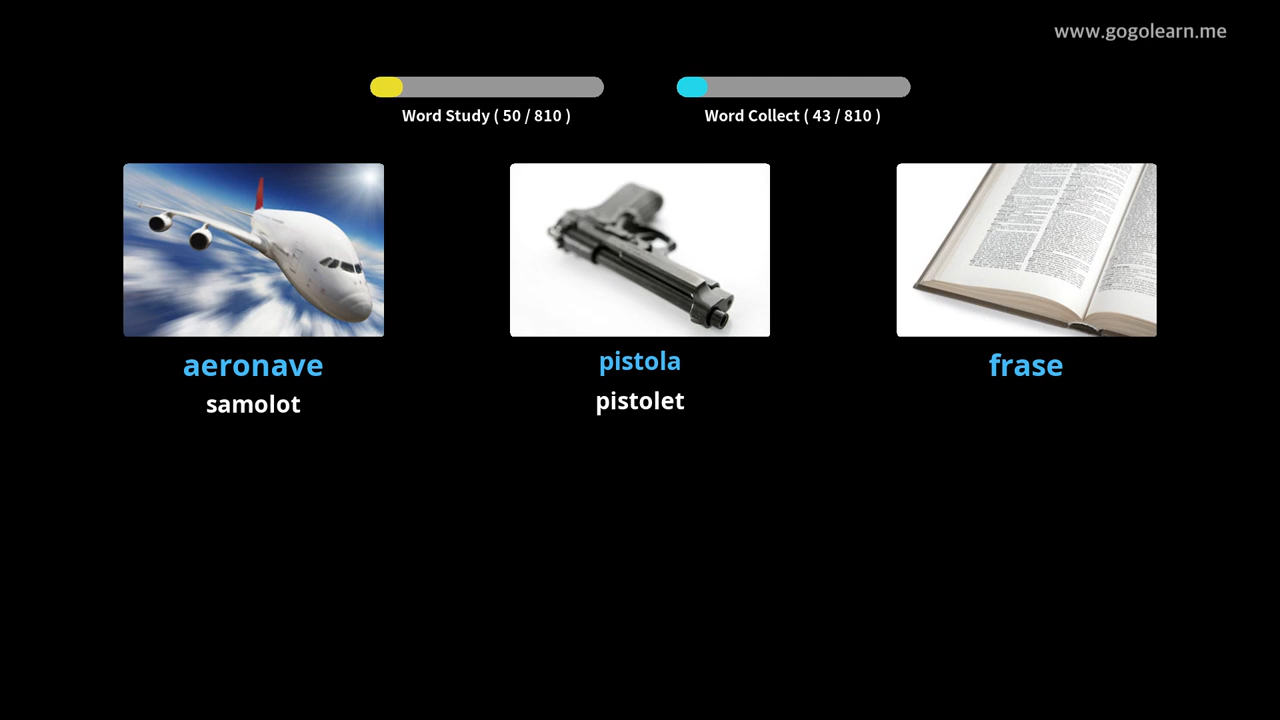 www.gogolearn.me
Word Study ( 50 / 810 )
Word Collect ( 43 / 810 )
aeronave
samolot
pistola
pistolet
frase